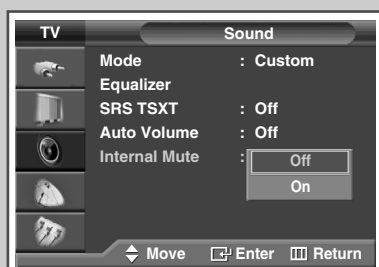 TV Sound
Mode : Custom
Equalizer
SRS TSXT : Off
Auto Volume : Off
Internal Mute : Off
On
Move Enter Return